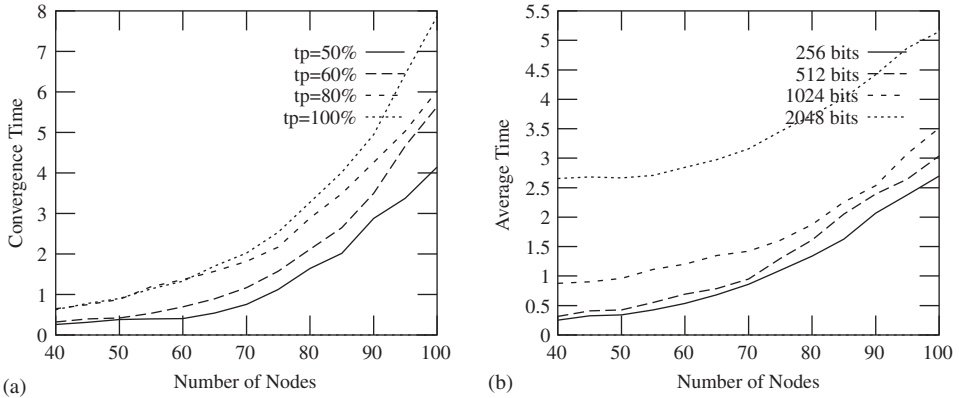 8
7
6
5
4
3
2
1
0
Convergence Time
tp=50%
tp=60%
tp=80%
tp=100%
40 50 60 70 80 90 100
Number of Nodes
(a)
5.5
5
4.5
4
3.5
3
2.5
2
1.5
1
0.5
0
Average Time
256 bits
512 bits
1024 bits
2048 bits
40 50 60 70 80 90 100
Number of Nodes
(b)